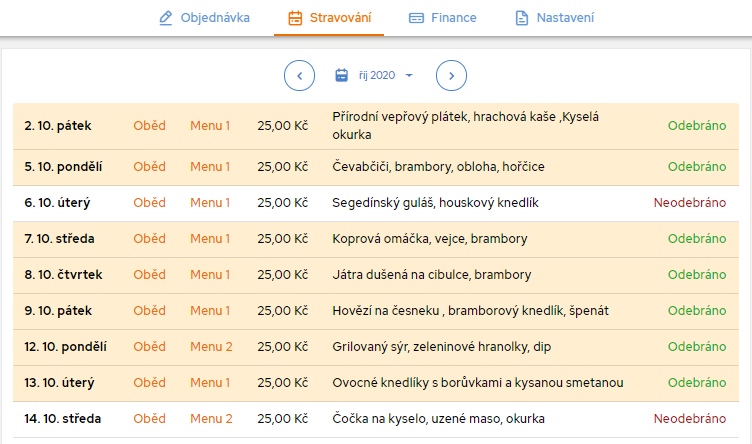 Objednávka Stravování Finance Nastavení
říj 2020
2. 10. pátek Oběd Menu 1 25,00 Kč Přírodní vepřový plátek, hrachová kaše ,Kyselá okurka Odebráno
5. 10. pondělí Oběd Menu 1 25,00 Kč Čevabčiči, brambory, obloha, hořčice Odebráno
6. 10. úterý Oběd Menu 1 25,00 Kč Segedínský guláš, houskový knedlík Neodebráno
7. 10. středa Oběd Menu 1 25,00 Kč Koprová omáčka, vejce, brambory Odebráno
8. 10. čtvrtek Oběd Menu 1 25,00 Kč Játra dušená na cibulce, brambory Odebráno
9. 10. pátek Oběd Menu 1 25,00 Kč Hovězí na česneku , bramborový knedlík, špenát Odebráno
12. 10. pondělí Oběd Menu 2 25,00 Kč Grilovaný sýr, zeleninové hranolky, dip Odebráno
13. 10. úterý Oběd Menu 1 25,00 Kč Ovocné knedlíky s borůvkami a kysanou smetanou Odebráno
14. 10. středa Oběd Menu 2 25,00 Kč Čočka na kyselo, uzené maso, okurka Neodebráno